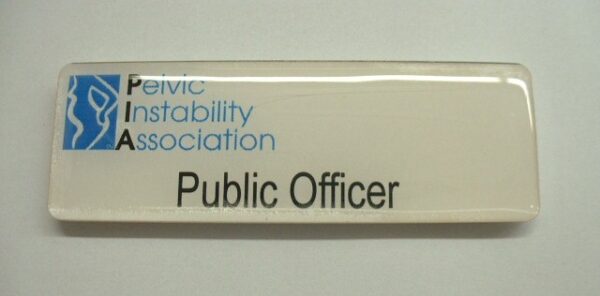 Pelvic
Instability
Association
Public Officer